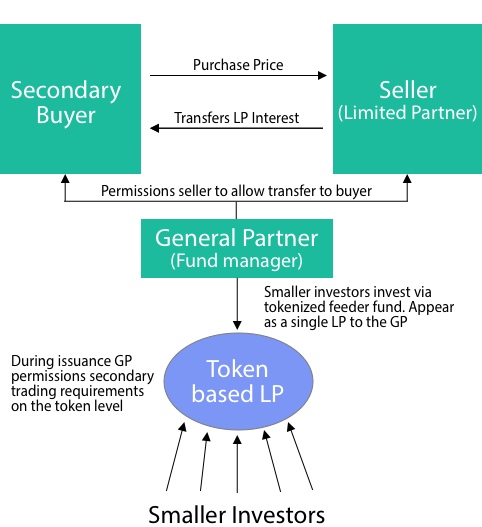 Secondary
Buyer
Purchase Price
Transfers LP Interest
Seller
(Limited Partner)
Permissions seller to allow transfer to buyer
General Partner
(Fund manager)
Smaller investors invest via
tokenized feeder fund. Appear
as a single LP to the GP
During issuance GP
permissions secondary
trading requirements
on the token level
Token
based LP
Smaller Investors